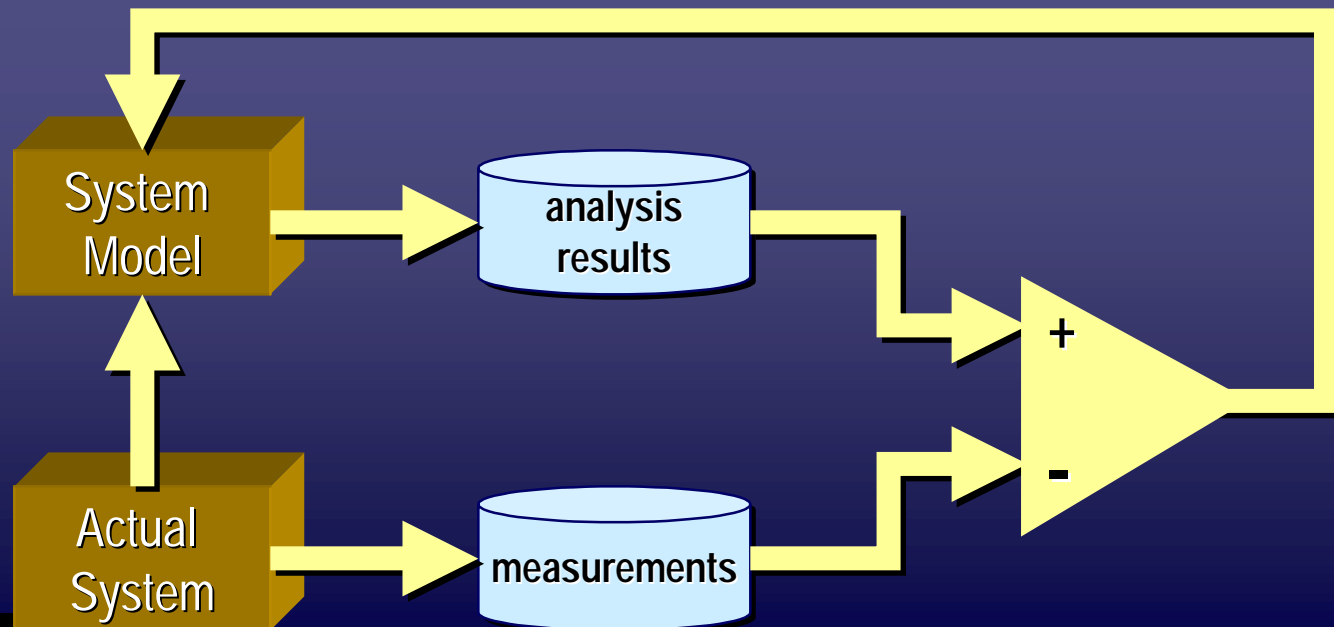 System
Model
analysis
results
+
-
Actual
System
measurements